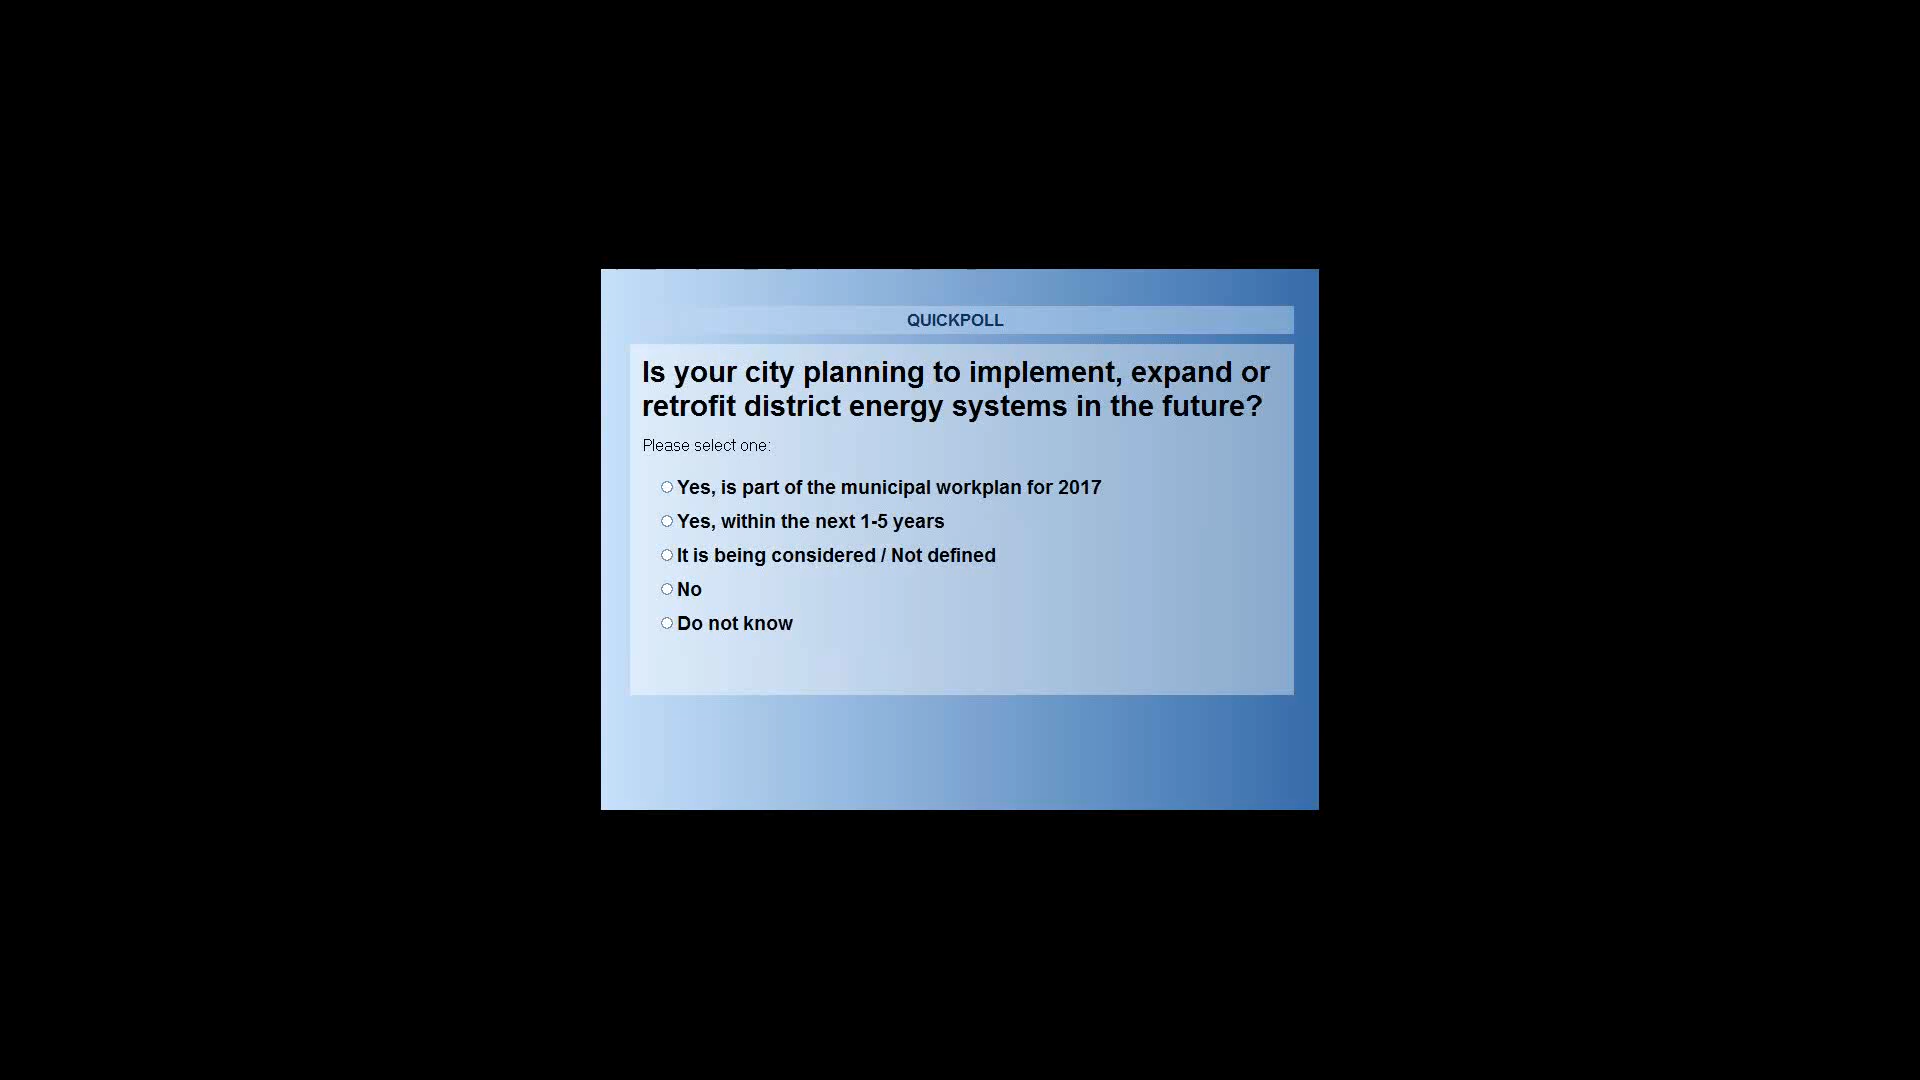 QUICKPOLL
Is your city planning to implement, expand or
retrofit district energy systems in the future?
Please select one:
Yes, is part of the municipal workplan for 2017
Yes, within the next 1-5 years
It is being considered / Not defined
No
Do not know